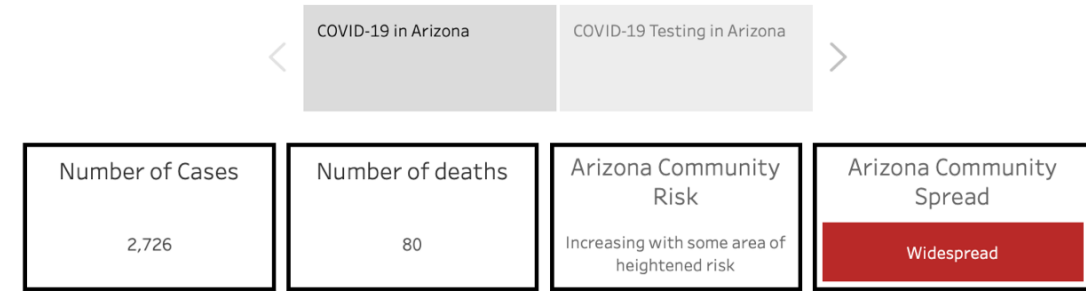 COVID-19 in Arizona
COVID-19 Testing in Arizona
Number of Cases
2,726
Number of deaths
80
Arizona Community
Risk
Increasing with some area of
heightened risk
Arizona Community
Spread
Widespread